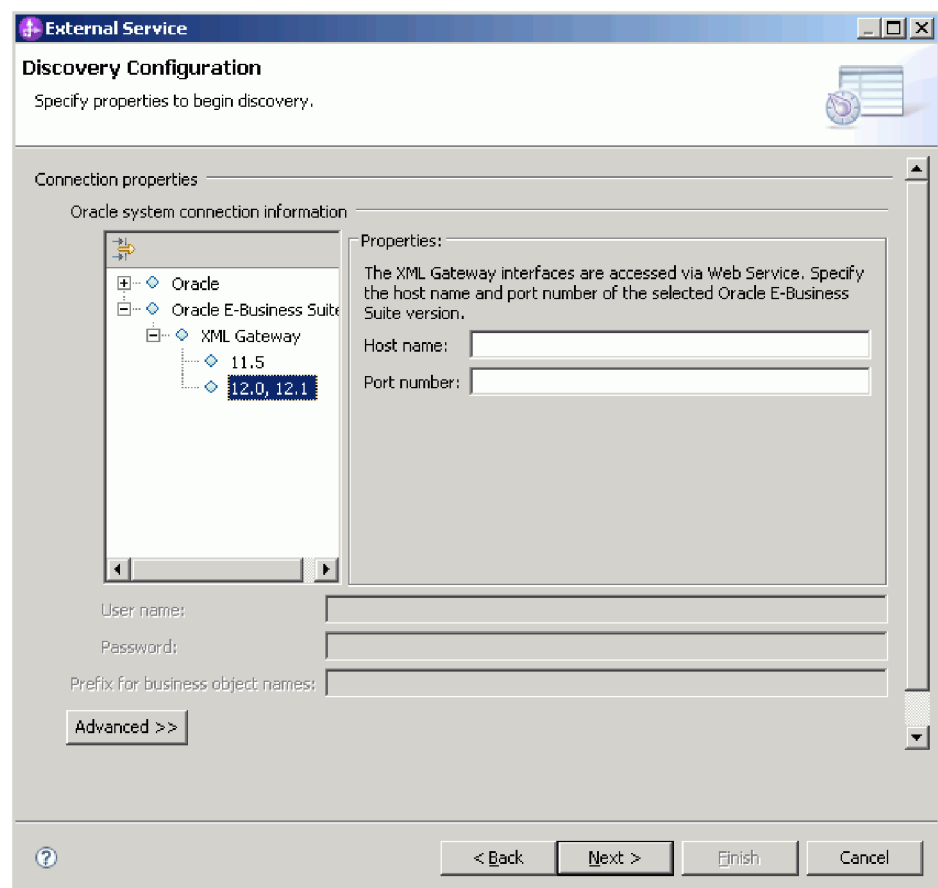 External Service
Discovery Configuration
Specify properties to begin discovery.
Connection properties
Oracle system connection information
Oracle
Oracle E-Business Suite
XML Gateway
11.5
12.0, 12.1
Properties:
The XML Gateway interfaces are accessed via Web Service. Specify
the host name and port number of the selected Oracle E-Business
Suite version.
Host name:
Port number:
User name:
Password:
Prefix for business object names:
Advanced >>
< Back
Next >
Finish
Cancel